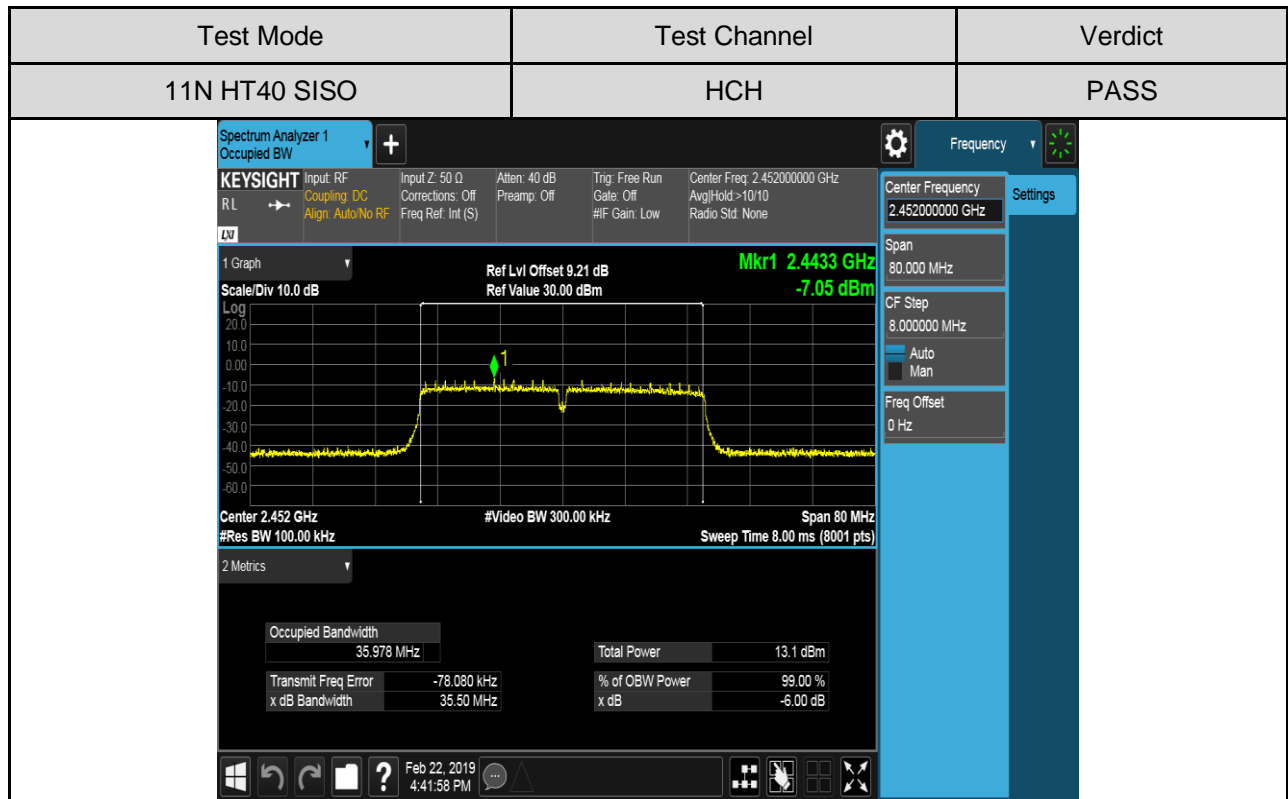 Test Mode
Test Channel
Verdict
11N HT40 SISO
HCH
PASS
Spectrum Analyzer 1
Occupied BW
+
Frequency
KEYSIGHT
RL
LXI
Input: RF
Coupling: DC
Align: Auto/No RF
Input Z: 50 Ω
Corrections: Off
Freq Ref: Int (S)
Atten: 40 dB
Preamp: Off
Trig: Free Run
Gate: Off
#IF Gain: Low
Center Freq: 2.452000000 GHz
Avg|Hold:>10/10
Radio Std: None
Center Frequency
2.452000000 GHz
Settings
Span
80.000 MHz
CF Step
8.000000 MHz
Auto
Man
Freq Offset
0 Hz
1 Graph
Scale/Div 10.0 dB
Ref Lvl Offset 9.21 dB
Ref Value 30.00 dBm
Mkr1 2.4433 GHz
-7.05 dBm
Log
20.0
10.0
0.00
-10.0
-20.0
-30.0
-40.0
-50.0
-60.0
1
Center 2.452 GHz
#Video BW 300.00 kHz
Span 80 MHz
#Res BW 100.00 kHz
Sweep Time 8.00 ms (8001 pts)
2 Metrics
Occupied Bandwidth
35.978 MHz
Total Power 13.1 dBm
Transmit Freq Error -78.080 kHz
% of OBW Power 99.00 %
x dB Bandwidth 35.50 MHz
x dB -6.00 dB
?
Feb 22, 2019
4:41:58 PM